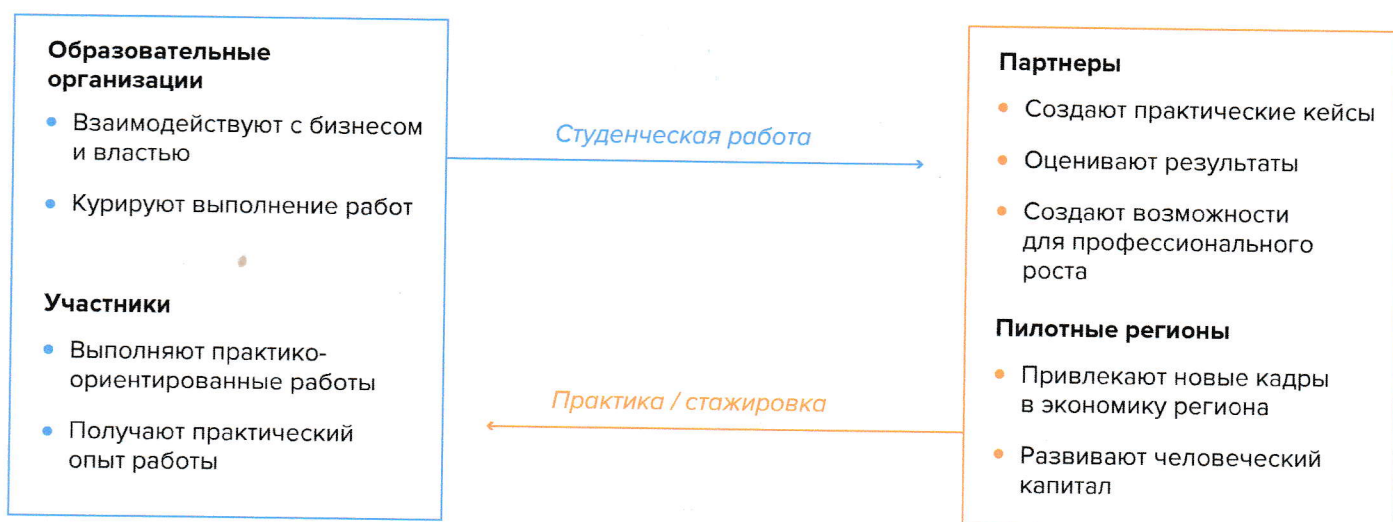 Образовательные
организации
Взаимодействуют с бизнесом
и властью
Курируют выполнение работ
Участники
Выполняют практико-
ориентированные работы
Получают практический
опыт работы
Студенческая работа
Практика / стажировка
Партнеры
Создают практические кейсы
Оценивают результаты
Создают возможности
для профессионального
роста
Пилотные регионы
Привлекают новые кадры
в экономику региона
Развивают человеческий
капитал